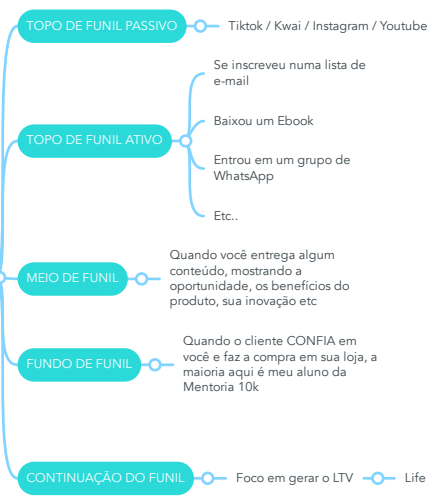 TOPO DE FUNIL PASSIVO
Tiktok / Kwai / Instagram / Youtube
TOPO DE FUNIL ATIVO
Se inscreveu numa lista de
e-mail
Baixou um Ebook
Entrou em um grupo de
WhatsApp
Etc..
MEIO DE FUNIL
Quando você entrega algum
conteúdo, mostrando a
oportunidade, os benefícios do
produto, sua inovação etc
FUNDO DE FUNIL
Quando o cliente CONFIA em
você e faz a compra em sua loja, a
maioria aqui é meu aluno da
Mentoria 10k
CONTINUAÇÃO DO FUNIL
Foco em gerar o LTV
Life